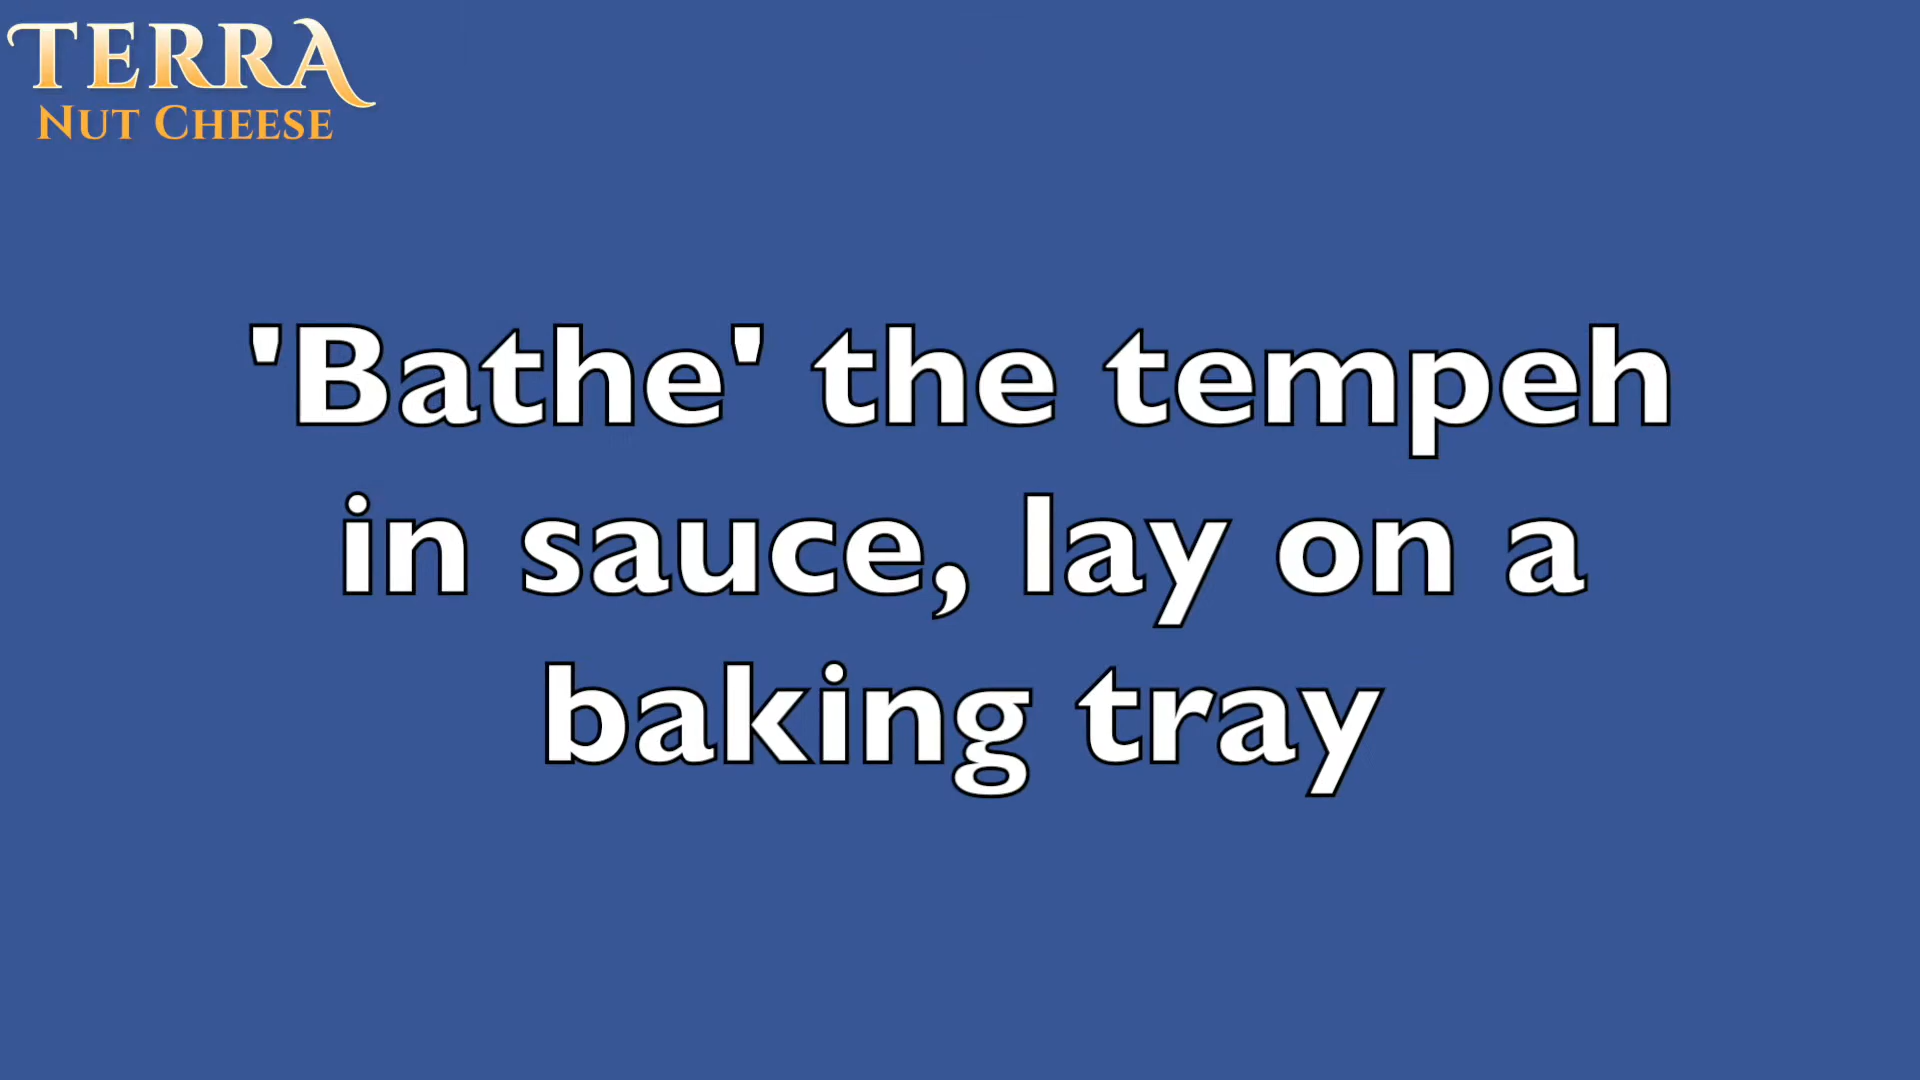 TERRA
NUT CHEESE
'Bathe' the tempeh
in sauce, lay on a
baking tray